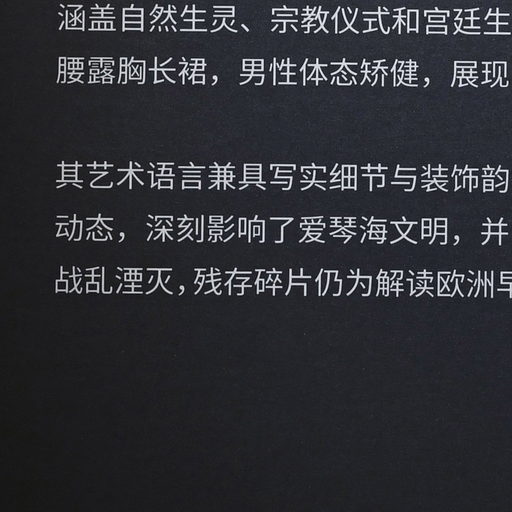 涵盖自然生灵、宗教仪式和宫廷生
腰露胸长裙，男性体态矫健，展现
其艺术语言兼具写实细节与装饰韵
动态，深刻影响了爱琴海文明，并
战乱湮灭，残存碎片仍为解读欧洲早